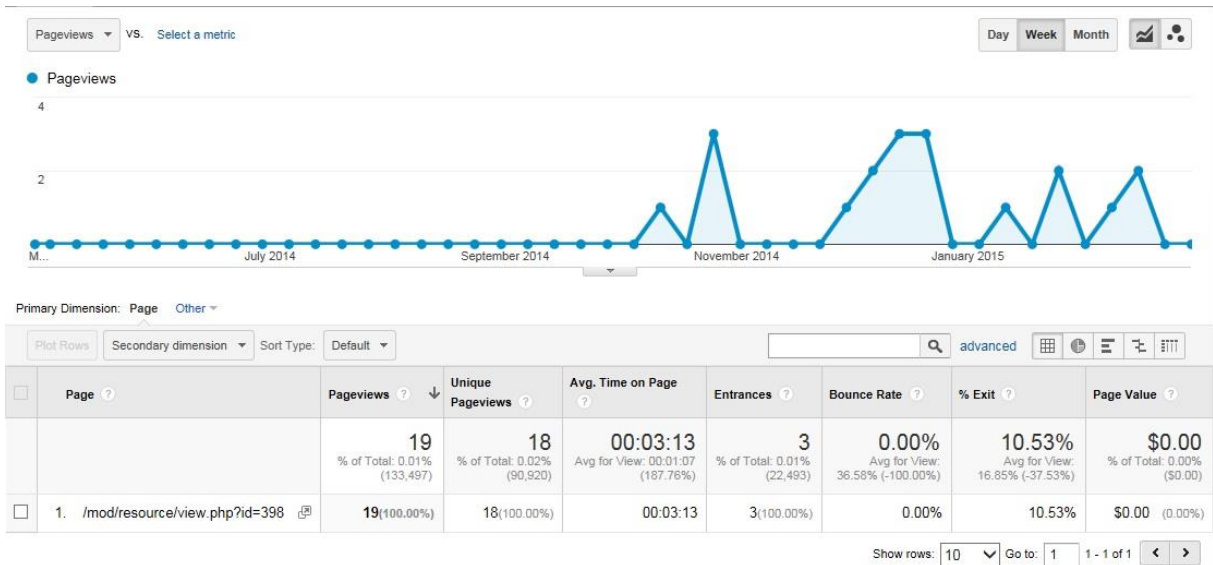 Pageviews VS. Select a metric
Day Week Month
Pageviews
4
2
M... July 2014 September 2014 November 2014 January 2015
Primary Dimension: Page Other
Plot Rows Secondary dimension Sort Type: Default advanced
Page ? Pageviews ? Unique Pageviews ? Avg. Time on Page ? Entrances ? Bounce Rate ? % Exit ? Page Value ?
19 18 00:03:13 3 0.00% 10.53% $0.00
% of Total: 0.01% % of Total: 0.02% Avg for View: 00:01:07 % of Total: 0.01% Avg for View: Avg for View: % of Total: 0.00%
(133,497) (90,920) (187.76%) (22,493) 36.58% (-100.00%) 16.85% (-37.53%) ($0.00)
1. /mod/resource/view.php?id=398 19(100.00%) 18(100.00%) 00:03:13 3(100.00%) 0.00% 10.53% $0.00 (0.00%)
Show rows: 10 Go to: 1 1 - 1 of 1